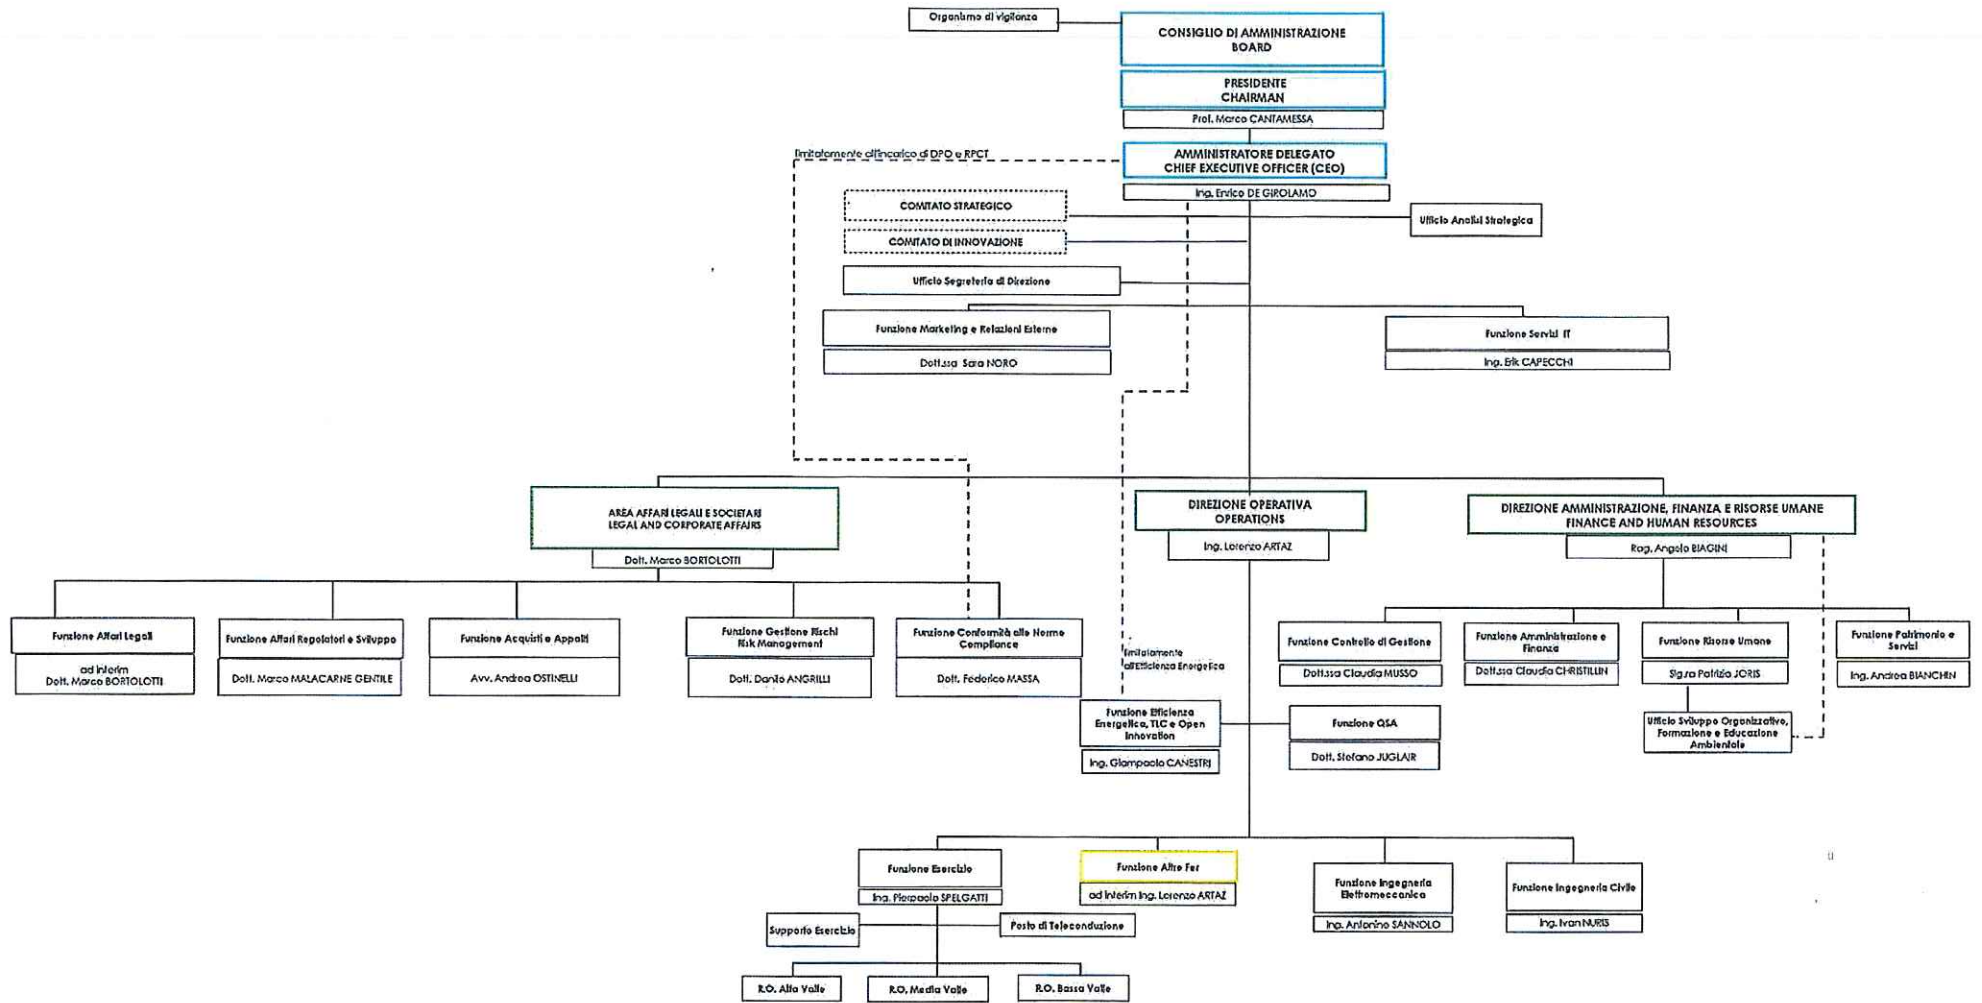 Organismo di vigilanza
CONSIGLIO DI AMMINISTRAZIONE
BOARD
PRESIDENTE
CHAIRMAN
Prof. Marco CANTAMESSA
limitatamente all'incarico di DPO e RPCT
AMMINISTRATORE DELEGATO
CHIEF EXECUTIVE OFFICER (CEO)
Ing. Enrico DE GIROLAMO
COMITATO STRATEGICO
Ufficio Analisi Strategica
COMITATO DI INNOVAZIONE
Ufficio Segreteria di Direzione
Funzione Marketing e Relazioni Esterne
Dott.ssa Sara NORO
Funzione Servizi IT
Ing. Erik CAPECCHI
AREA AFFARI LEGALI E SOCIETARI
LEGAL AND CORPORATE AFFAIRS
Dott. Marco BORTOLOTTI
DIREZIONE OPERATIVA
OPERATIONS
Ing. Lorenzo ARTAZ
DIREZIONE AMMINISTRAZIONE, FINANZA E RISORSE UMANE
FINANCE AND HUMAN RESOURCES
Rag. Angelo BIAGINI
Funzione Affari Legali
ad interim
Dott. Marco BORTOLOTTI
Funzione Affari Regolatori e Sviluppo
Dott. Marco MALACARNE GENTILE
Funzione Acquisti e Appalti
Avv. Andrea OSTINELLI
Funzione Gestione Rischi
Risk Management
Dott. Danilo ANGRILLI
Funzione Conformità alle Norme
Compliance
Dott. Federico MASSA
limitatamente
all'Efficienza Energetica
Funzione Controllo di Gestione
Dott.ssa Claudia MUSSO
Funzione Amministrazione e
Finanza
Dott.ssa Claudia CHRISTILLIN
Funzione Risorse Umane
Sig.ra Patrizia JORIS
Funzione Patrimonio e
Servizi
Ing. Andrea BIANCHIN
Funzione Efficienza
Energetica, TLC e Open
Innovation
Ing. Giampaolo CANESTRI
Funzione QSA
Dott. Stefano JUGLAIR
Ufficio Sviluppo Organizzativo,
Formazione e Educazione
Ambientale
Funzione Esercizio
Ing. Pierpaolo SPELGATTI
Funzione Altre Fer
ad interim Ing. Lorenzo ARTAZ
Funzione Ingegneria
Elettromeccanica
Ing. Antonino SANNOLO
Funzione Ingegneria Civile
Ing. Ivan NURIS
Supporto Esercizio
Posto di Teleconduzione
R.O. Alta Valle
R.O. Media Valle
R.O. Bassa Valle